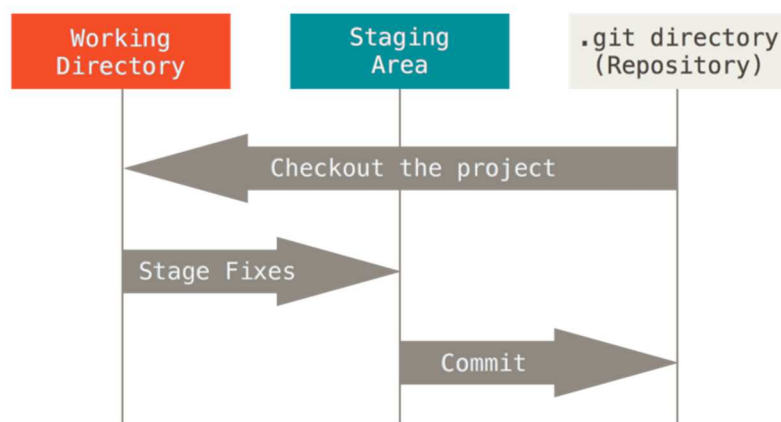 Working
Directory
Staging
Area
.git directory
(Repository)
Checkout the project
Stage Fixes
Commit